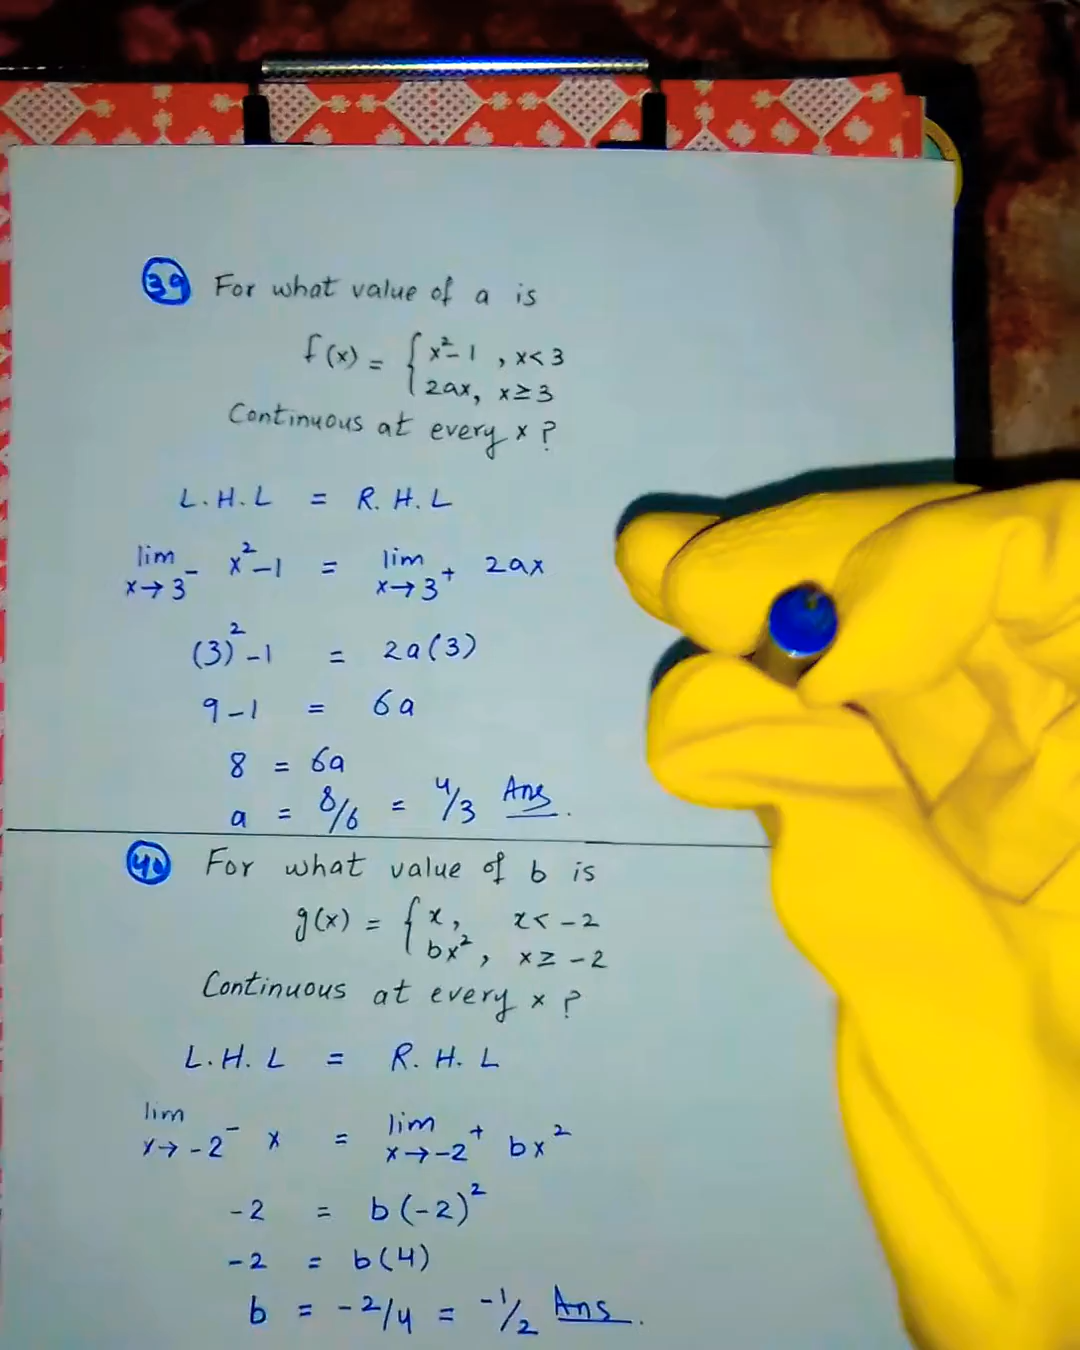 39 For what value of a is
f(x) = { x²-1 , x<3
2ax, x≥3
Continuous at every x ?
L.H.L = R.H.L
lim x→3⁻ x²-1 = lim x→3⁺ 2ax
(3)²-1 = 2a(3)
9-1 = 6a
8 = 6a
a = 8/6 = 4/3 Ans.
40 For what value of b is
g(x) = { x, x< -2
bx², x≥ -2
Continuous at every x ?
L.H.L = R.H.L
lim x→-2⁻ x = lim x→-2⁺ bx²
-2 = b(-2)²
-2 = b(4)
b = -2/4 = -1/2 Ans.